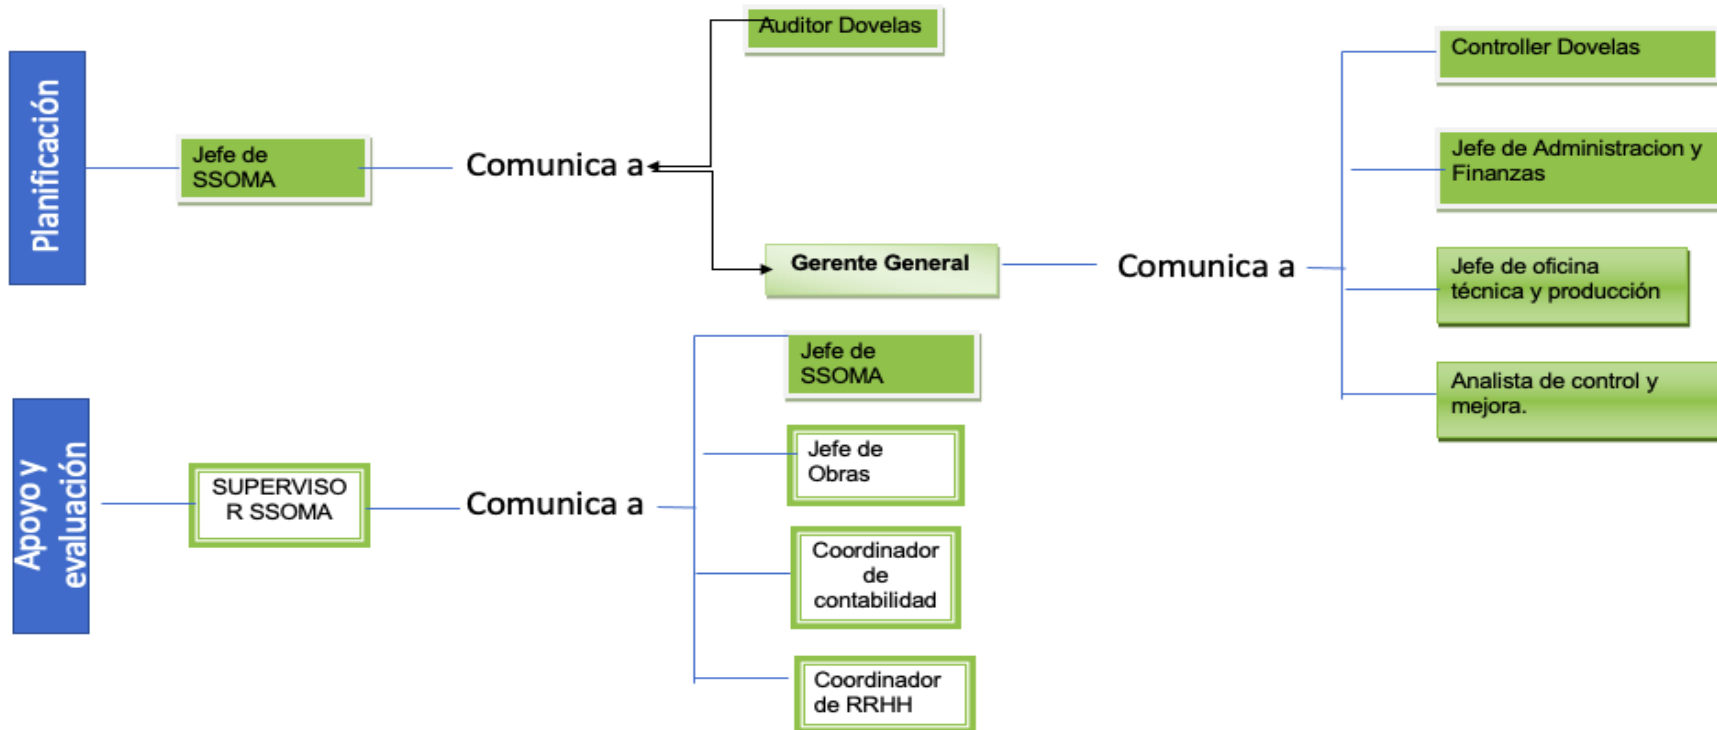 Planificación
Jefe de
SSOMA
Comunica a
Auditor Dovelas
Gerente General
Comunica a
Controller Dovelas
Jefe de Administracion y
Finanzas
Jefe de oficina
técnica y producción
Analista de control y
mejora.
Apoyo y
evaluación
SUPERVISO
R SSOMA
Comunica a
Jefe de
SSOMA
Jefe de
Obras
Coordinador
de
contabilidad
Coordinador
de RRHH